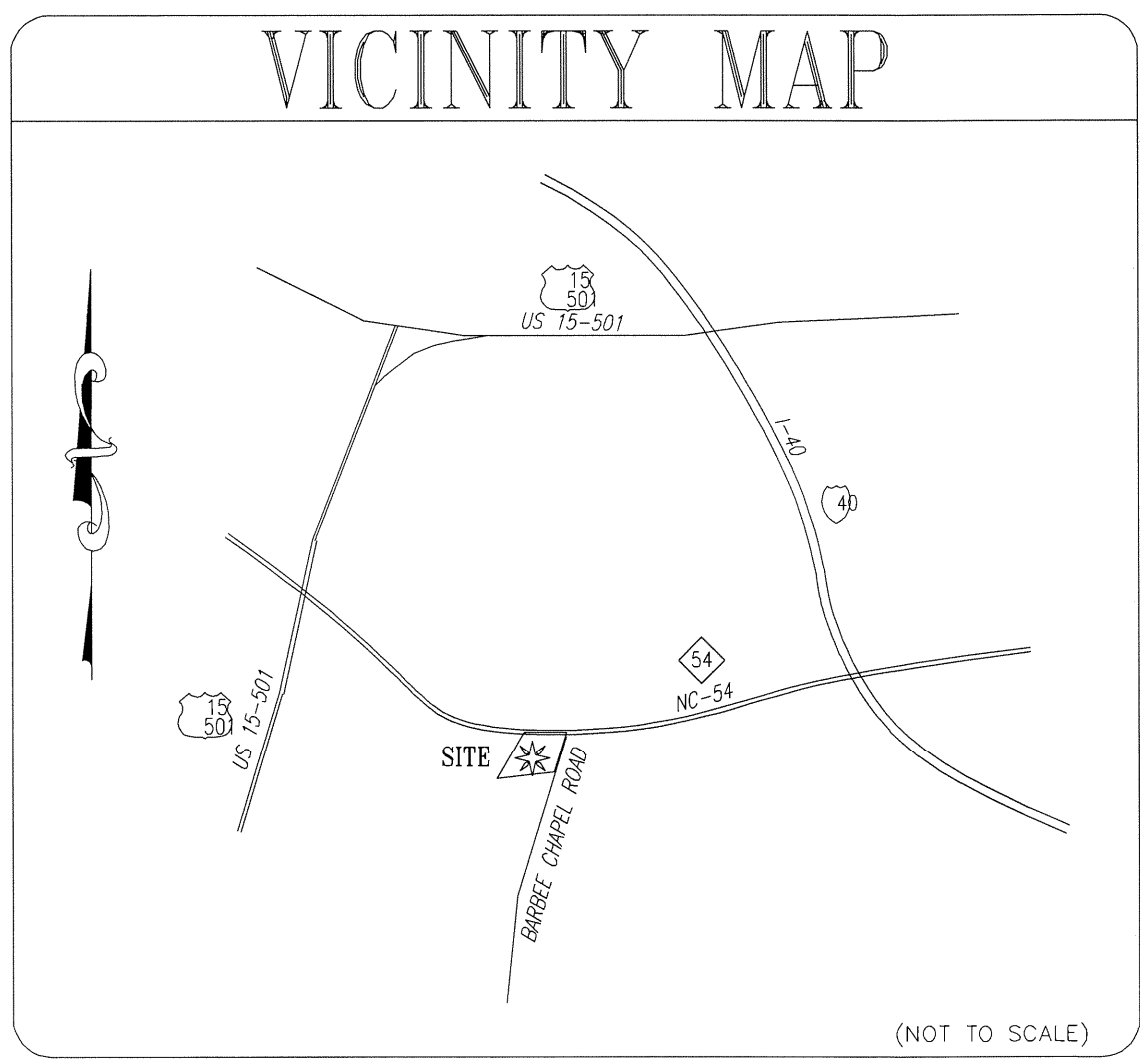 VICINITY MAP
15
501
US 15-501
I-40
40
54
NC-54
15
501
US 15-501
SITE
BARBEE CHAPEL ROAD
(NOT TO SCALE)